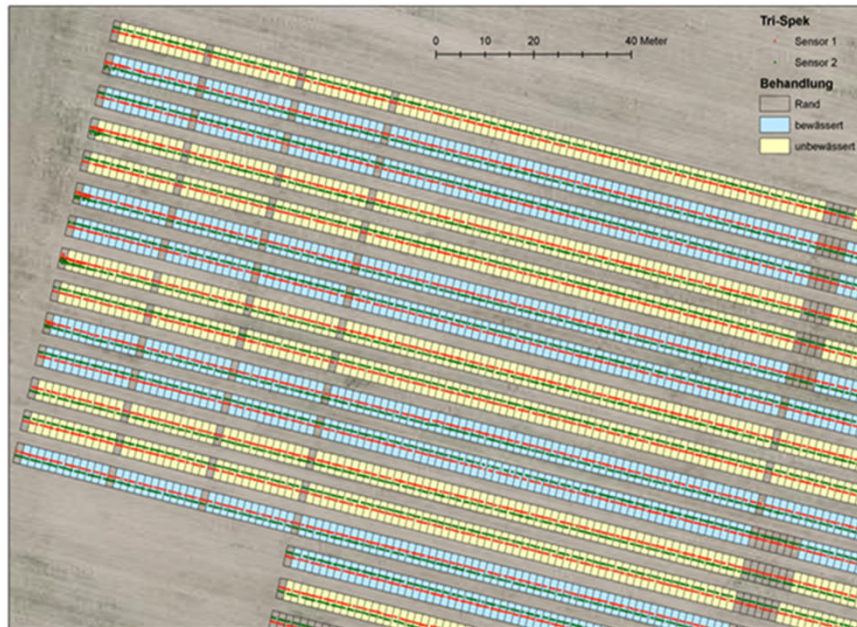 Tri-Spek
0 10 20 40 Meter
Sensor 1
Sensor 2
Behandlung
Rand
bewässert
unbewässert